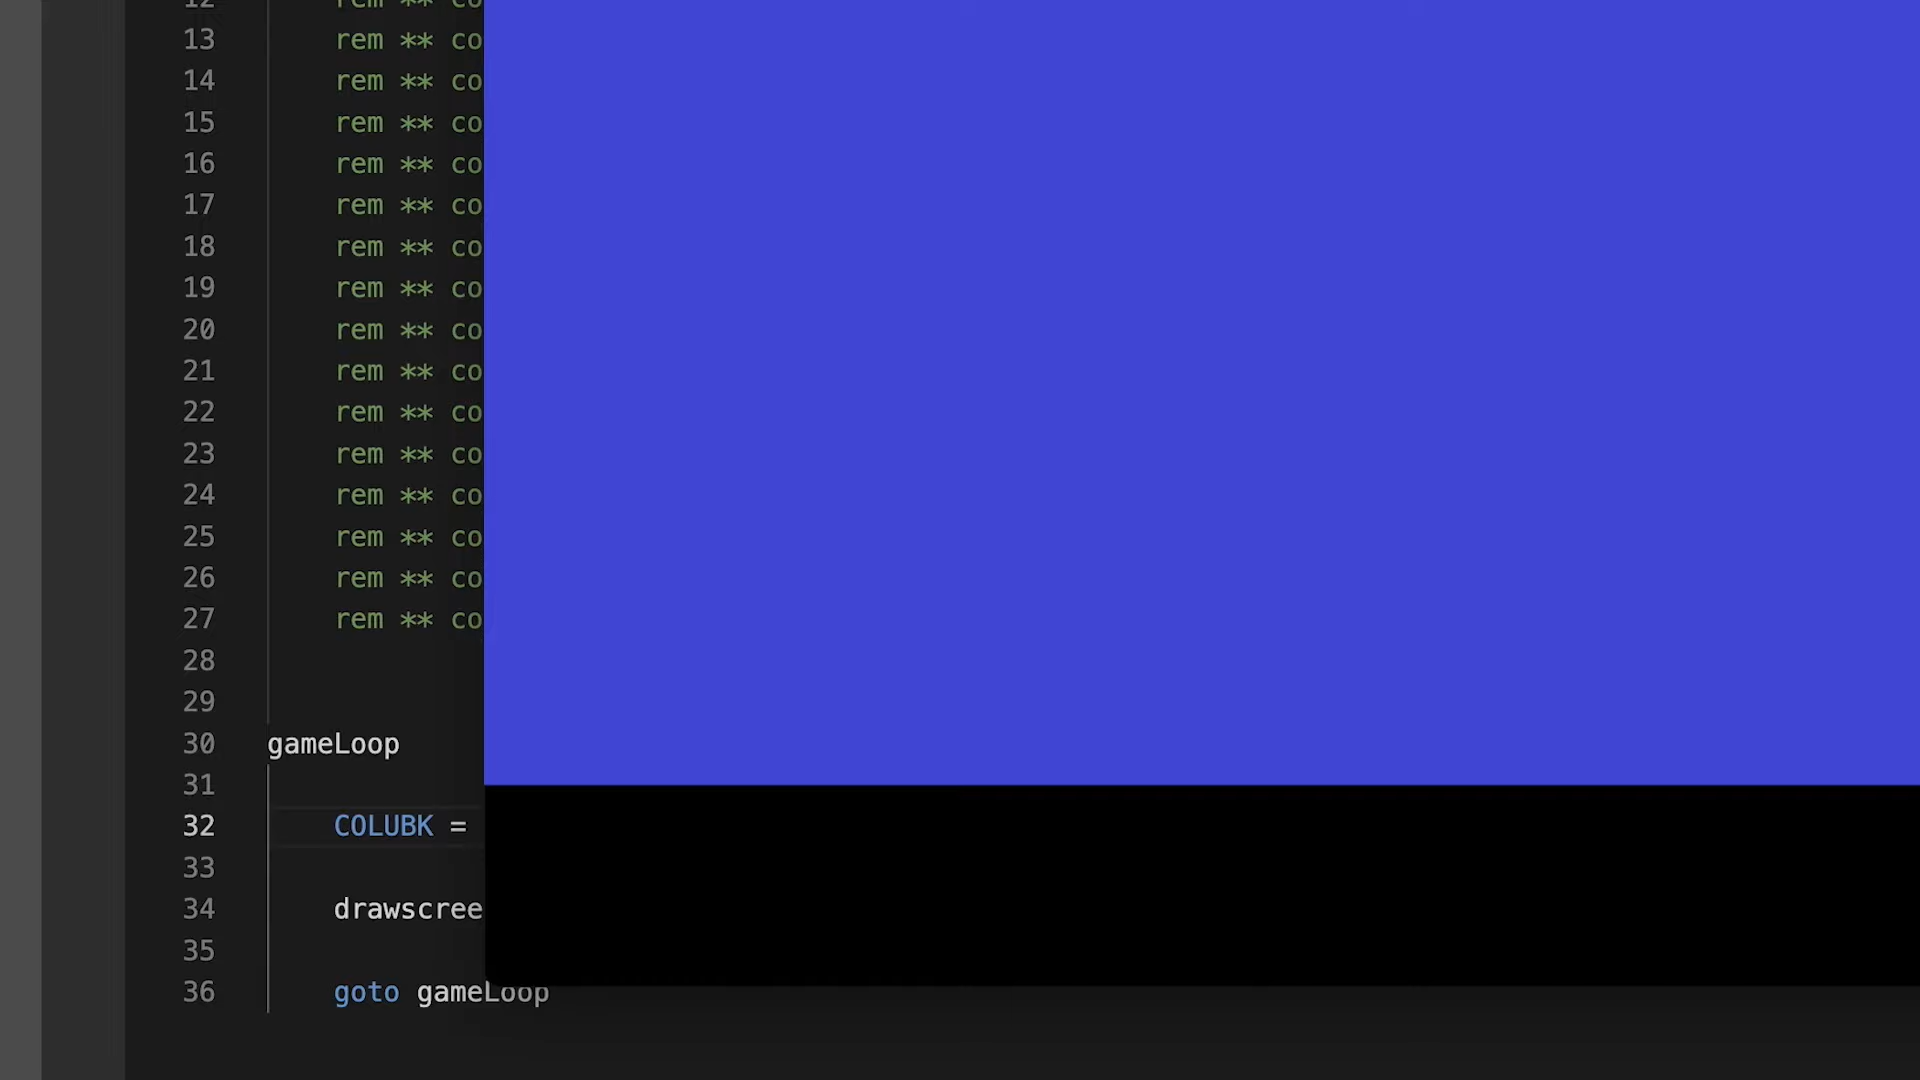 12 rem ** co
13 rem ** co
14 rem ** co
15 rem ** co
16 rem ** co
17 rem ** co
18 rem ** co
19 rem ** co
20 rem ** co
21 rem ** co
22 rem ** co
23 rem ** co
24 rem ** co
25 rem ** co
26 rem ** co
27 rem ** co
28
29
30 gameLoop
31
32 COLUBK =
33
34 drawscree
35
36 goto gameLoop